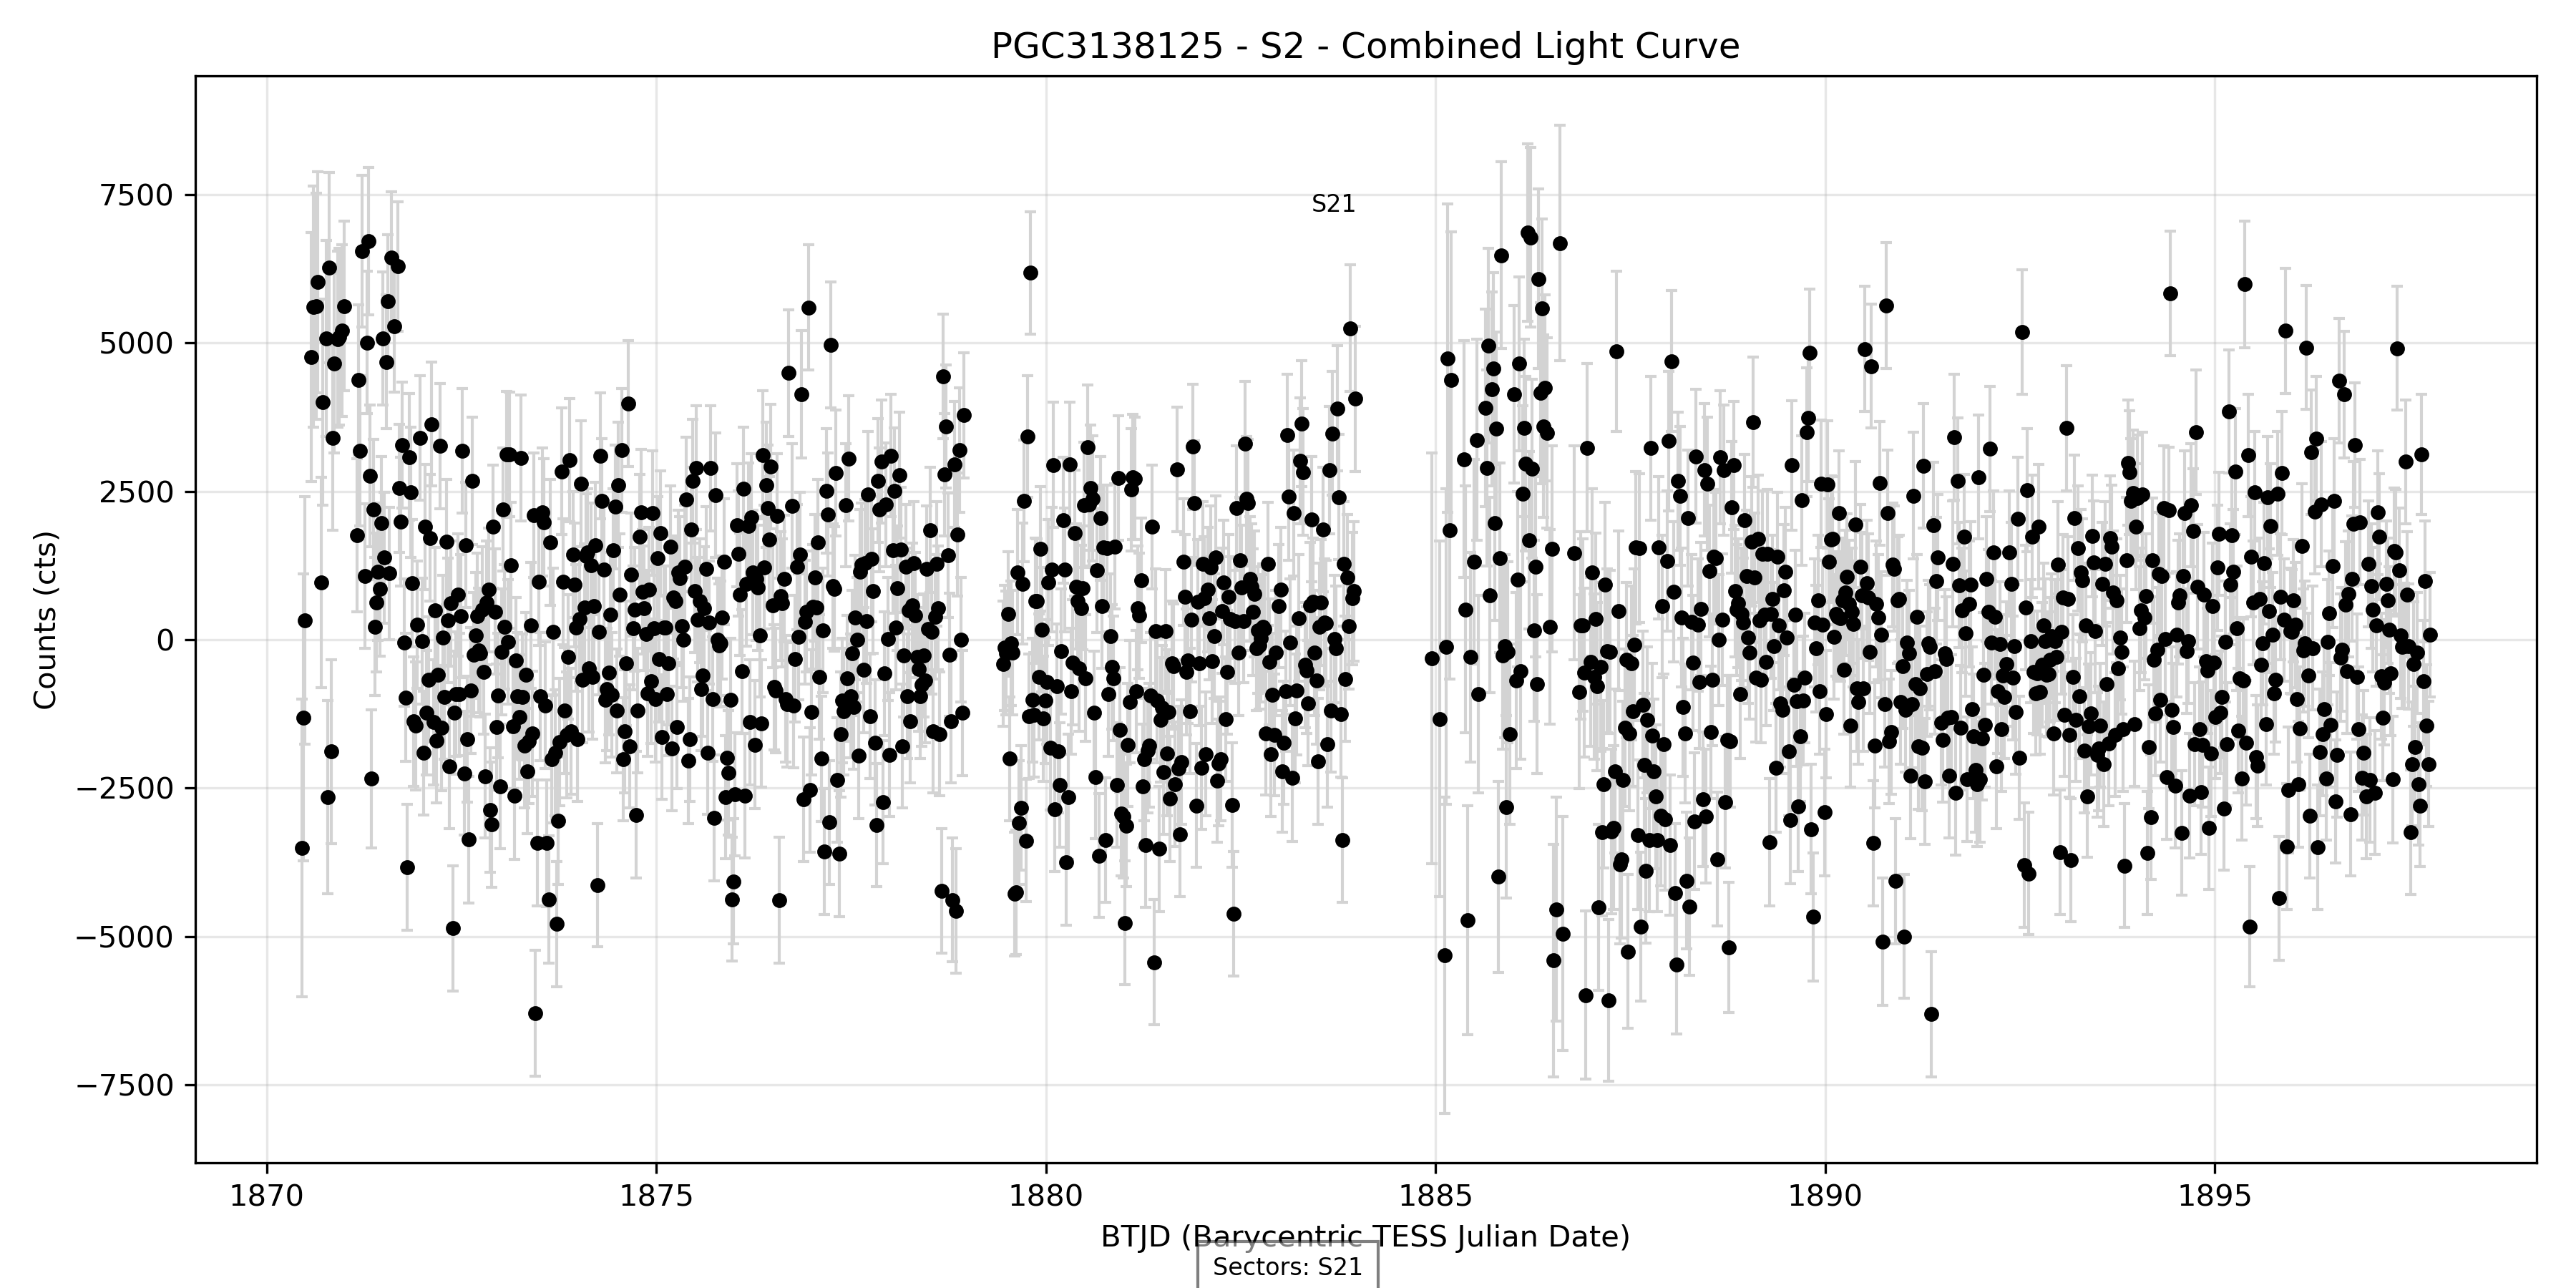 PGC3138125 - S2 - Combined Light Curve
S21
7500
5000
2500
0
−2500
−5000
−7500
Counts (cts)
1870 1875 1880 1885 1890 1895
BTJD (Barycentric TESS Julian Date)
Sectors: S21